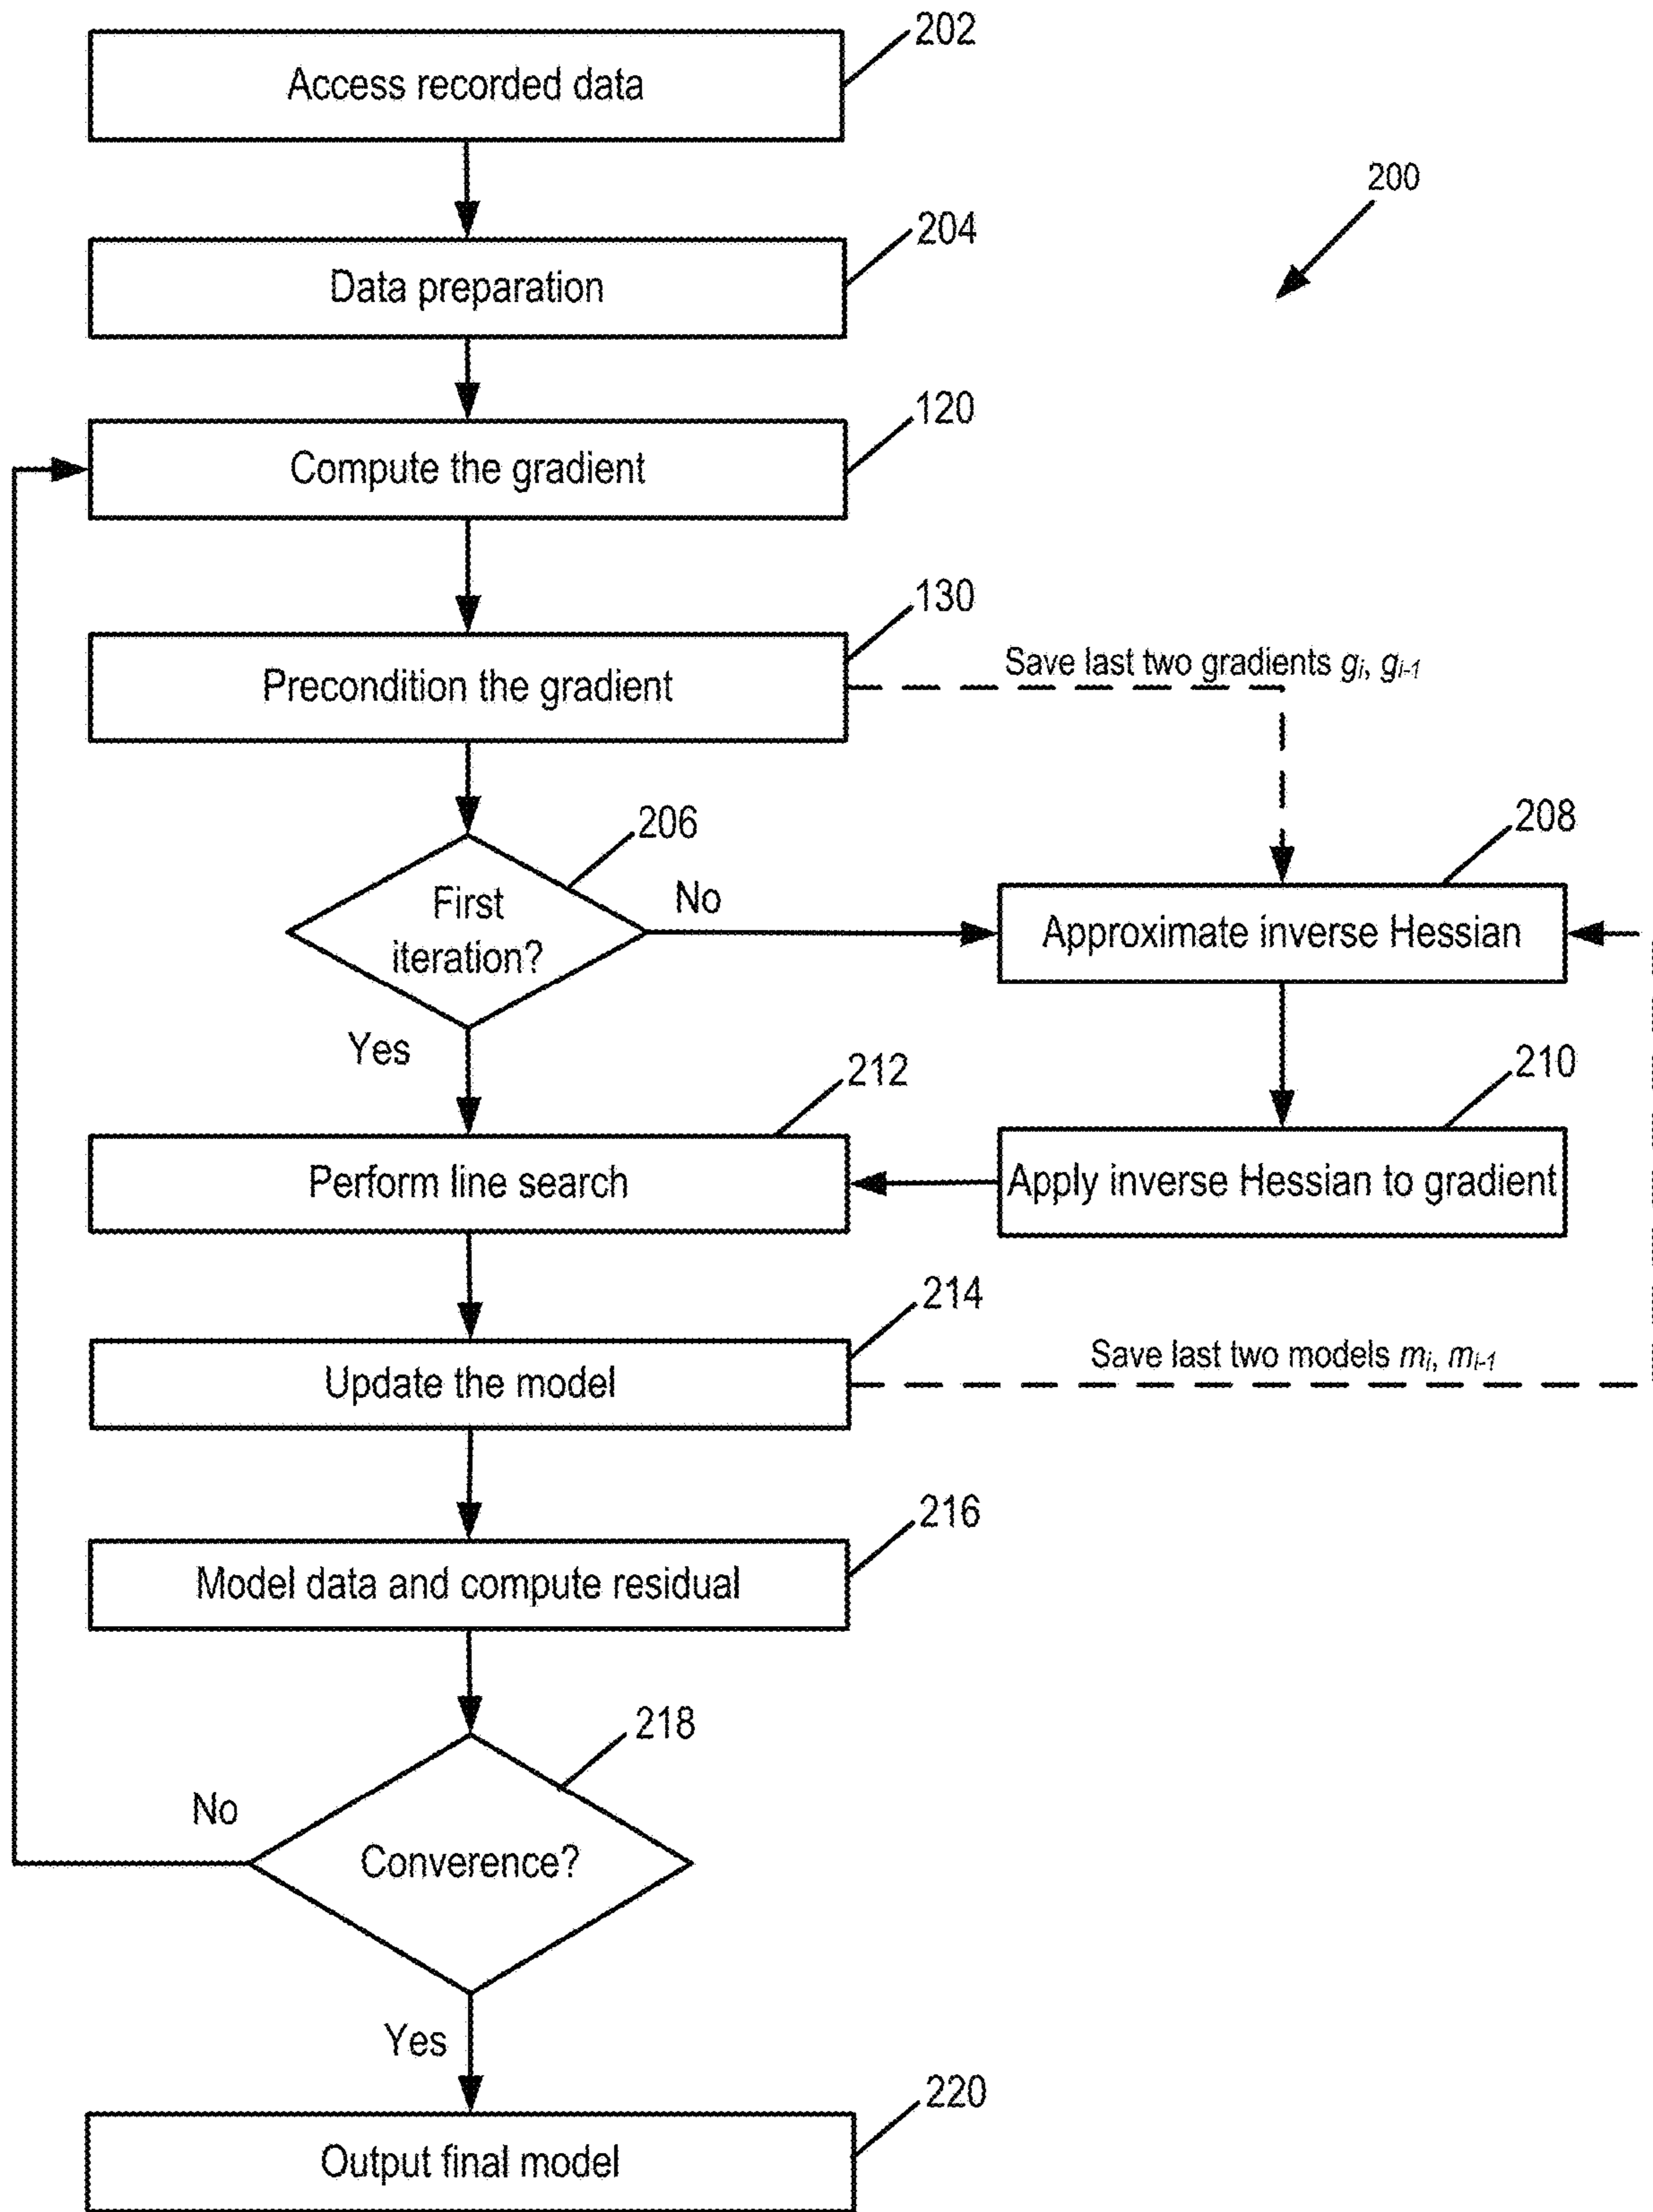 202
Access recorded data
200
204
Data preparation
120
Compute the gradient
130
Precondition the gradient
Save last two gradients gi, gi-1
206
First
iteration?
No
Yes
208
Approximate inverse Hessian
210
Apply inverse Hessian to gradient
212
Perform line search
214
Update the model
Save last two models mi, mi-1
216
Model data and compute residual
218
Converence?
No
Yes
220
Output final model